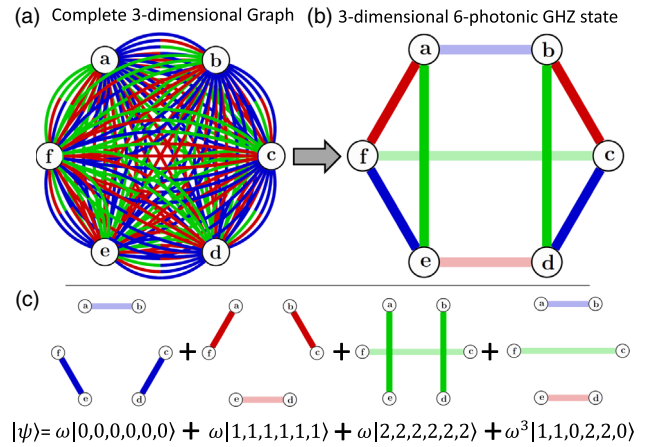 (a) Complete 3-dimensional Graph
a b
f c
e d
(b) 3-dimensional 6-photonic GHZ state
a b
f c
e d
(c)
a b
f c
e d
+
a b
f c
e d
+
a b
f c
e d
+
a b
f c
e d
|ψ⟩= ω|0,0,0,0,0,0⟩ + ω|1,1,1,1,1,1⟩ + ω|2,2,2,2,2,2⟩ + ω³|1,1,0,2,2,0⟩